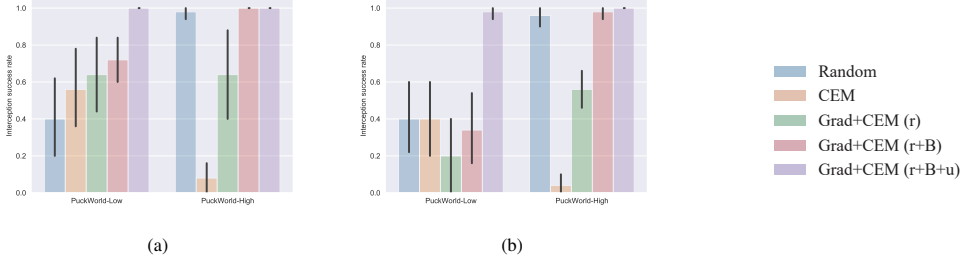 1.0
0.8
0.6
0.4
0.2
0.0
Interception success rate
PuckWorld-Low
PuckWorld-High
(a)
1.0
0.8
0.6
0.4
0.2
0.0
Interception success rate
PuckWorld-Low
PuckWorld-High
(b)
Random
CEM
Grad+CEM (r)
Grad+CEM (r+B)
Grad+CEM (r+B+u)